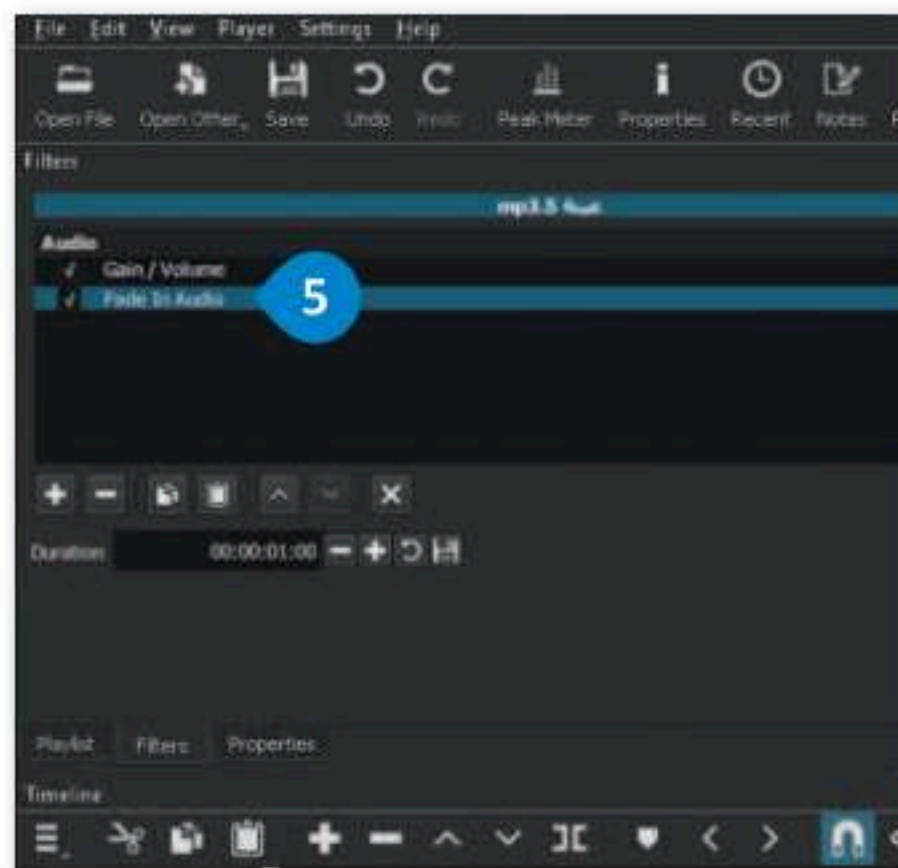 File Edit View Player Settings Help
Open File Open Other Save Undo Redo Peak Meter Properties Recent Notes
Filters
Audio
Gain / Volume
Fade In Audio
5
Duration 00:00:01:00
Playlist Filters Properties
Timeline